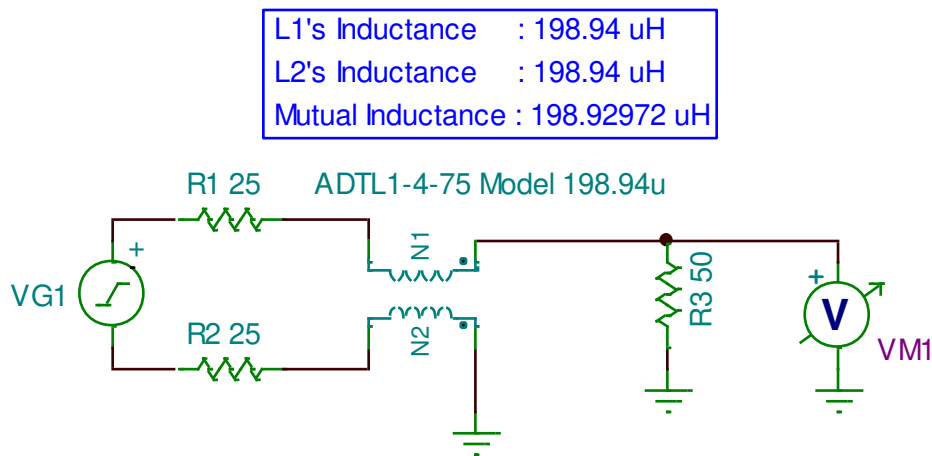 L1's Inductance : 198.94 uH
L2's Inductance : 198.94 uH
Mutual Inductance : 198.92972 uH
R1 25
ADTL1-4-75 Model 198.94u
N1
+
VG1
R2 25
N2
R3 50
+
V
VM1